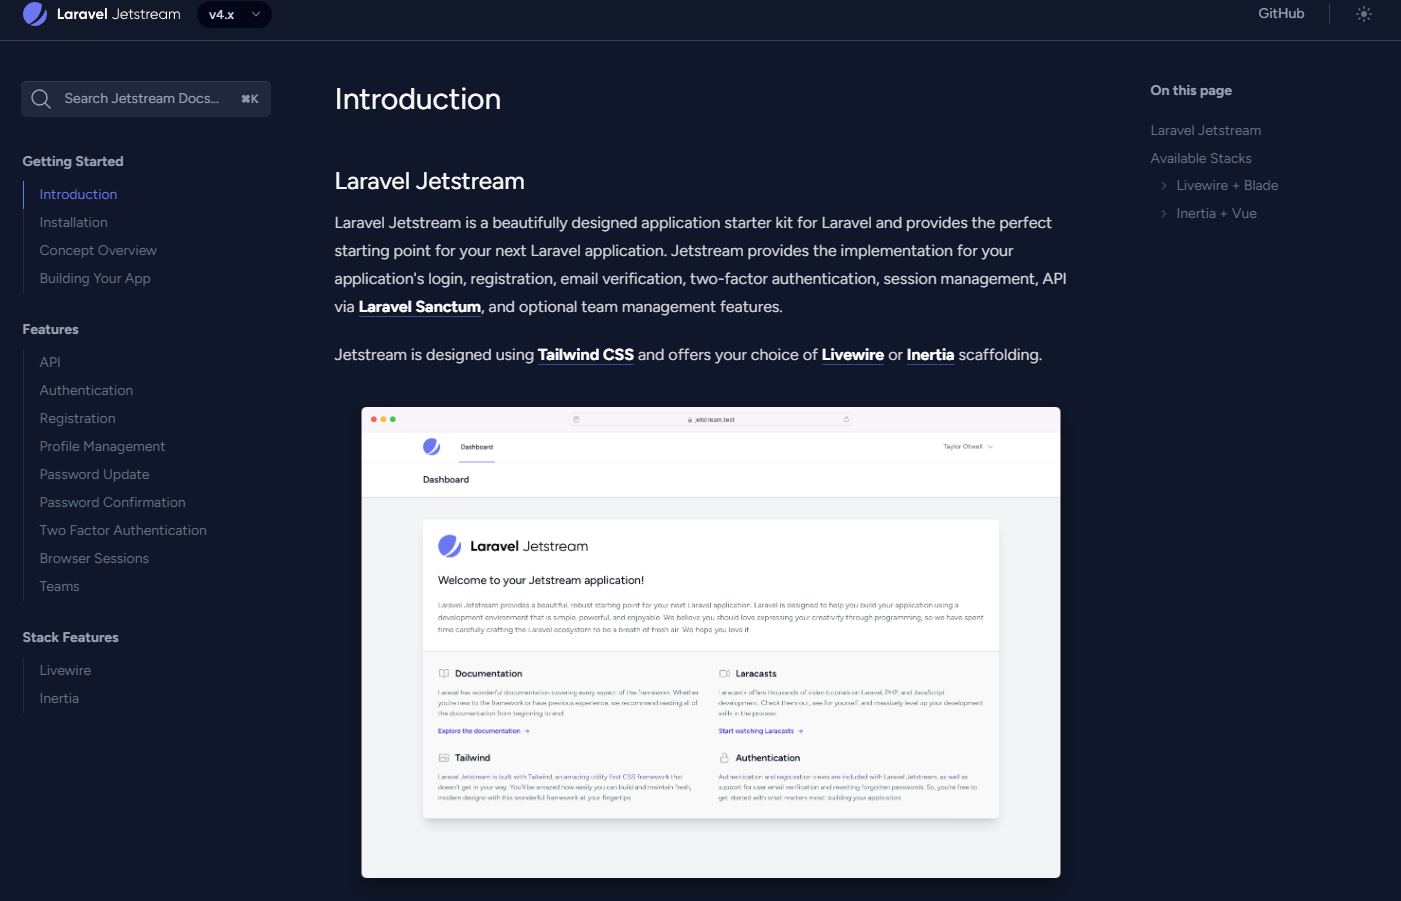 Laravel Jetstream
v4.x
GitHub
Search Jetstream Docs...
⌘K
Getting Started
Introduction
Installation
Concept Overview
Building Your App
Features
API
Authentication
Registration
Profile Management
Password Update
Password Confirmation
Two Factor Authentication
Browser Sessions
Teams
Stack Features
Livewire
Inertia
Introduction
Laravel Jetstream
Laravel Jetstream is a beautifully designed application starter kit for Laravel and provides the perfect
starting point for your next Laravel application. Jetstream provides the implementation for your
application's login, registration, email verification, two-factor authentication, session management, API
via Laravel Sanctum, and optional team management features.
Jetstream is designed using Tailwind CSS and offers your choice of Livewire or Inertia scaffolding.
jetstream.test
Dashboard
Taylor Otwell
Dashboard
Laravel Jetstream
Welcome to your Jetstream application!
Laravel Jetstream provides a beautiful, robust starting point for your next Laravel application. Laravel is designed to help you build your application using a
development environment that is simple, powerful, and enjoyable. We believe you should love expressing your creativity through programming, so we have spent
time carefully crafting the Laravel ecosystem to be a breath of fresh air. We hope you love it.
Documentation
Laravel has wonderful documentation covering every aspect of the framework. Whether
you're new to the framework or have previous experience, we recommend reading all of
the documentation from beginning to end.
Explore the documentation →
Laracasts
Laracasts offers thousands of video tutorials on Laravel, PHP, and JavaScript
development. Check them out, see for yourself, and massively level up your development
skills in the process.
Start watching Laracasts →
Tailwind
Laravel Jetstream is built with Tailwind, an amazing utility first CSS framework that
doesn't get in your way. You'll be amazed how easily you can build and maintain fresh,
modern designs with this wonderful framework at your fingertips.
Authentication
Authentication and registration views are included with Laravel Jetstream, as well as
support for user email verification and resetting forgotten passwords. So, you're free to
get started with what matters most: building your application.
On this page
Laravel Jetstream
Available Stacks
Livewire + Blade
Inertia + Vue